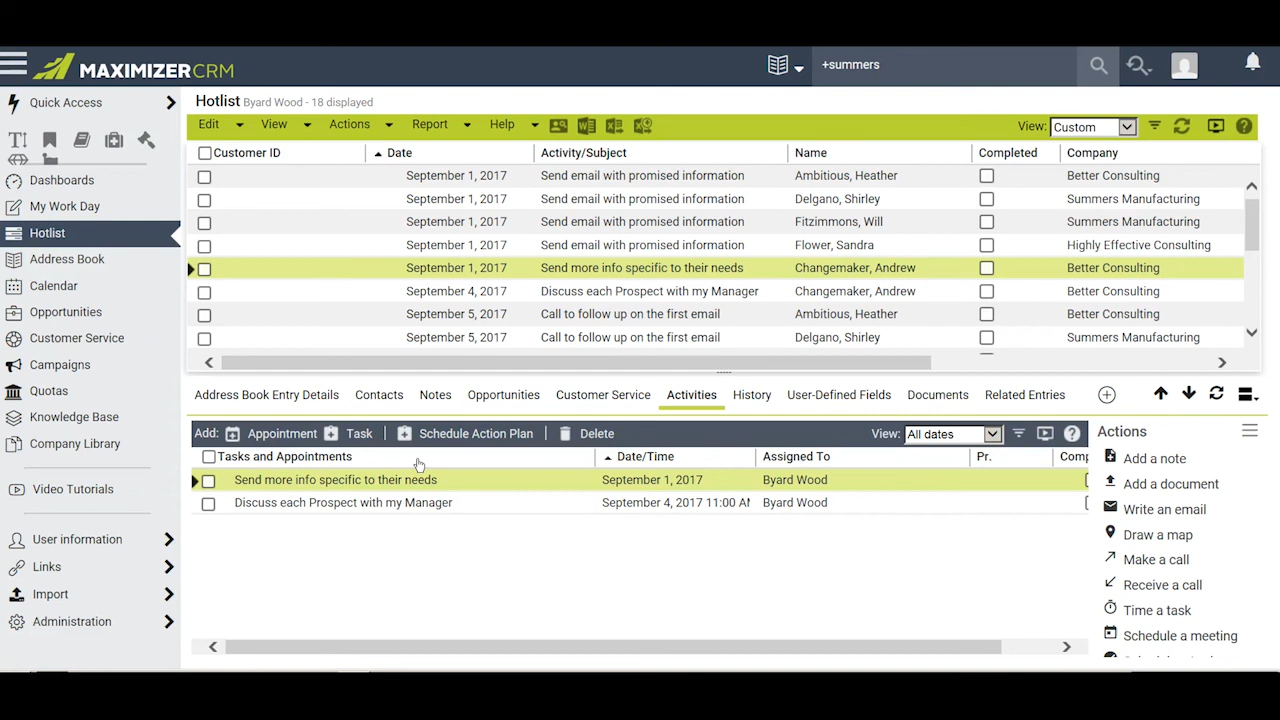 MAXIMIZER CRM
+summers
Quick Access
Dashboards
My Work Day
Hotlist
Address Book
Calendar
Opportunities
Customer Service
Campaigns
Quotas
Knowledge Base
Company Library
Video Tutorials
User information
Links
Import
Administration
Hotlist Byard Wood - 18 displayed
Edit View Actions Report Help View: Custom
Customer ID Date Activity/Subject Name Completed Company
September 1, 2017 Send email with promised information Ambitious, Heather Better Consulting
September 1, 2017 Send email with promised information Delgano, Shirley Summers Manufacturing
September 1, 2017 Send email with promised information Fitzimmons, Will Summers Manufacturing
September 1, 2017 Send email with promised information Flower, Sandra Highly Effective Consulting
September 1, 2017 Send more info specific to their needs Changemaker, Andrew Better Consulting
September 4, 2017 Discuss each Prospect with my Manager Changemaker, Andrew Better Consulting
September 5, 2017 Call to follow up on the first email Ambitious, Heather Better Consulting
September 5, 2017 Call to follow up on the first email Delgano, Shirley Summers Manufacturing
Address Book Entry Details Contacts Notes Opportunities Customer Service Activities History User-Defined Fields Documents Related Entries
Add: Appointment Task Schedule Action Plan Delete View: All dates
Tasks and Appointments Date/Time Assigned To Pr. Comp
Send more info specific to their needs September 1, 2017 Byard Wood
Discuss each Prospect with my Manager September 4, 2017 11:00 AM Byard Wood
Actions
Add a note
Add a document
Write an email
Draw a map
Make a call
Receive a call
Time a task
Schedule a meeting